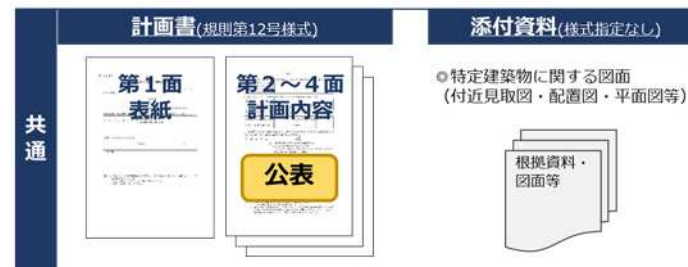 計画書(規則第12号様式)
添付資料(様式指定なし)
共通
第1面
表紙
第2～4面
計画内容
公表
◎特定建築物に関する図面
(付近見取図・配置図・平面図等)
根拠資料・
図面等